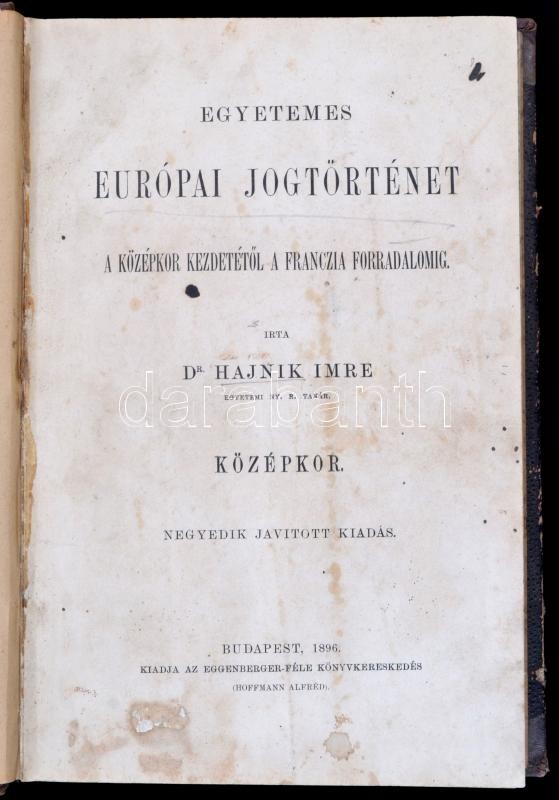 EGYETEMES
EURÓPAI JOGTÖRTÉNET
A KÖZÉPKOR KEZDETÉTŐL A FRANCZIA FORRADALOMIG.
IRTA
DR. HAJNIK IMRE
EGYETEMI NY. R. TANÁR.
darabanth
KÖZÉPKOR.
NEGYEDIK JAVITOTT KIADÁS.
BUDAPEST, 1896.
KIADJA AZ EGGENBERGER-FÉLE KÖNYVKERESKEDÉS
(HOFFMANN ALFRÉD).